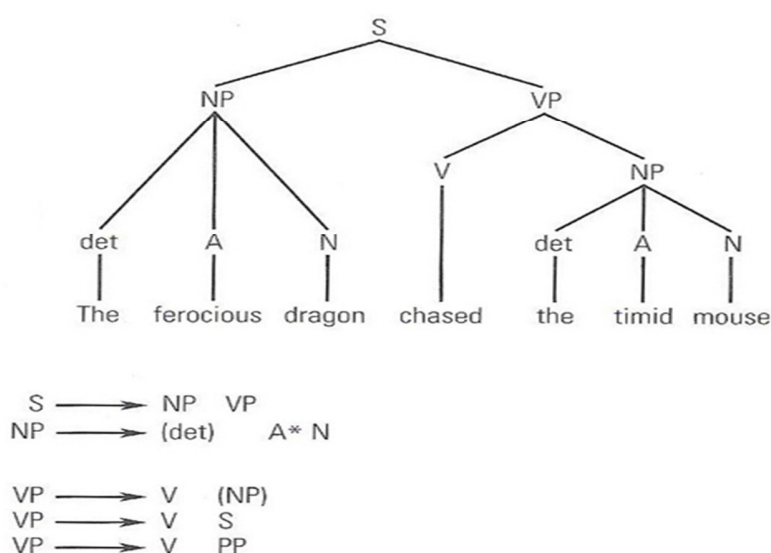 S
NP VP
V NP
det A N det A N
The ferocious dragon chased the timid mouse
S → NP VP
NP → (det) A* N
VP → V (NP)
VP → V S
VP → V PP